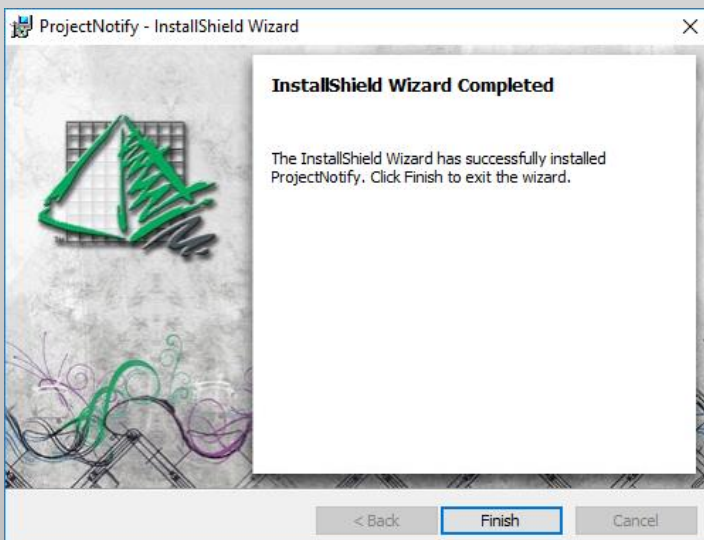 ProjectNotify - InstallShield Wizard
InstallShield Wizard Completed
The InstallShield Wizard has successfully installed
ProjectNotify. Click Finish to exit the wizard.
< Back
Finish
Cancel